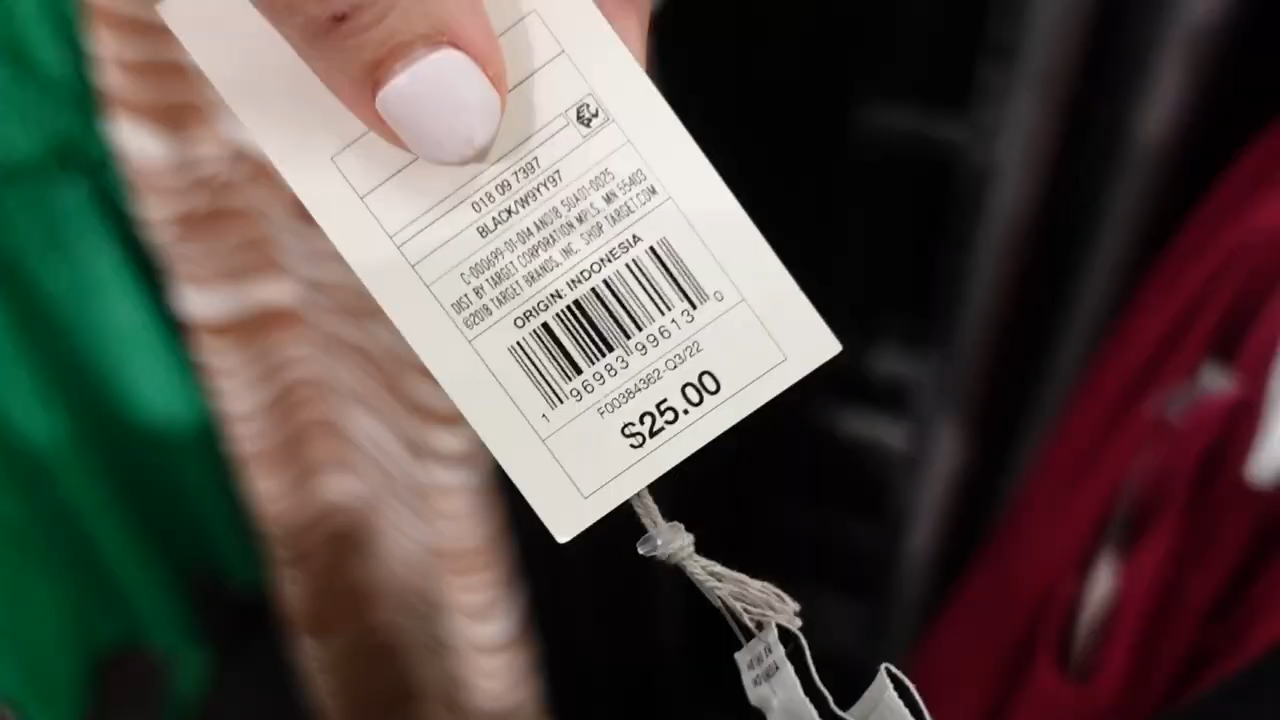 018 09 7397
BLACK/W9YY97
C-000699-01-014 AND18 50A01-0025
DIST BY TARGET CORPORATION MPLS, MN 55403
©2018 TARGET BRANDS, INC. SHOP TARGET.COM
ORIGIN: INDONESIA
1 96983 99613 0
F00384362-Q3/22
$25.00